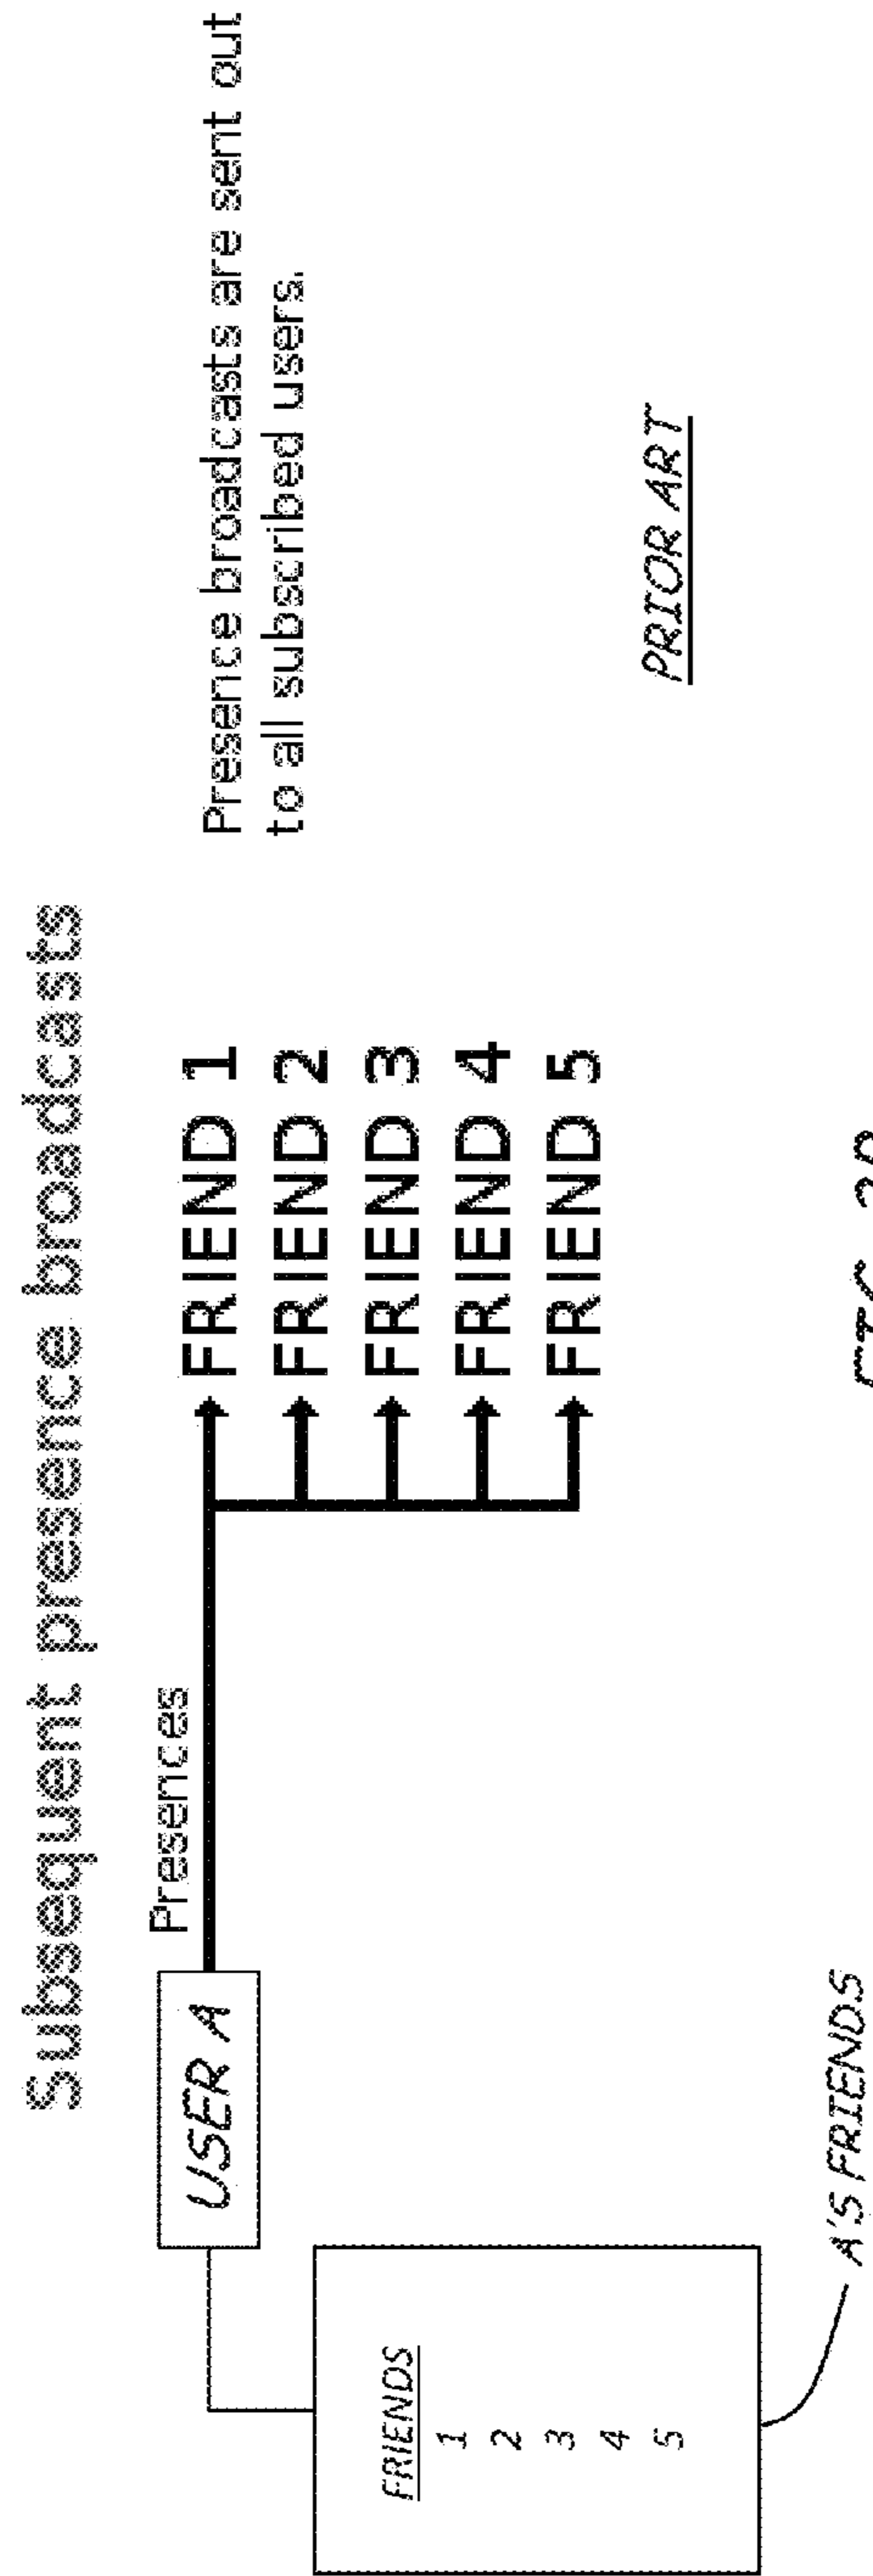 Subsequent presence broadcasts
USER A
Presences
FRIEND 1
FRIEND 2
FRIEND 3
FRIEND 4
FRIEND 5
Presence broadcasts are sent out
to all subscribed users.
FRIENDS
1
2
3
4
5
A'S FRIENDS
PRIOR ART